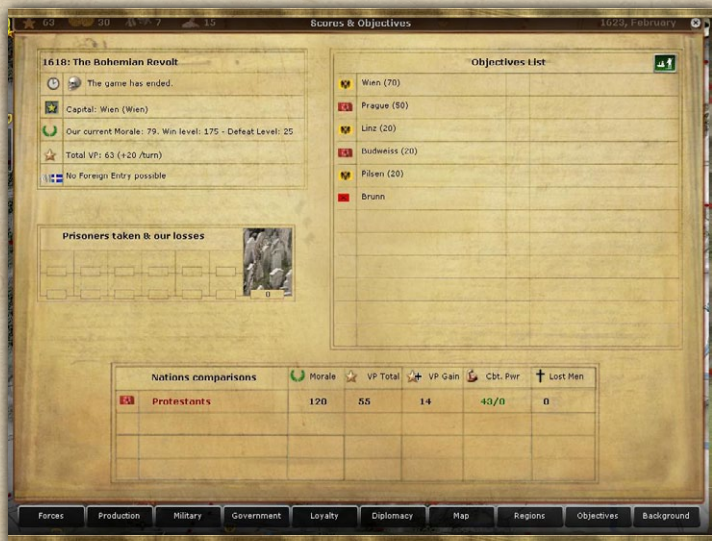 63 30 7 15 Scores & Objectives 1623, February
1618: The Bohemian Revolt
The game has ended.
Capital: Wien (Wien)
Our current Morale: 79. Win level: 175 - Defeat Level: 25
Total VP: 63 (+20 /turn)
No Foreign Entry possible
Prisoners taken & our losses
0
Objectives List
Wien (70)
Prague (50)
Linz (20)
Budweiss (20)
Pilsen (20)
Brunn
Nations comparisons Morale VP Total VP Gain Cbt. Pwr Lost Men
Protestants 120 55 14 43/0 0
Forces Production Military Government Loyalty Diplomacy Map Regions Objectives Background